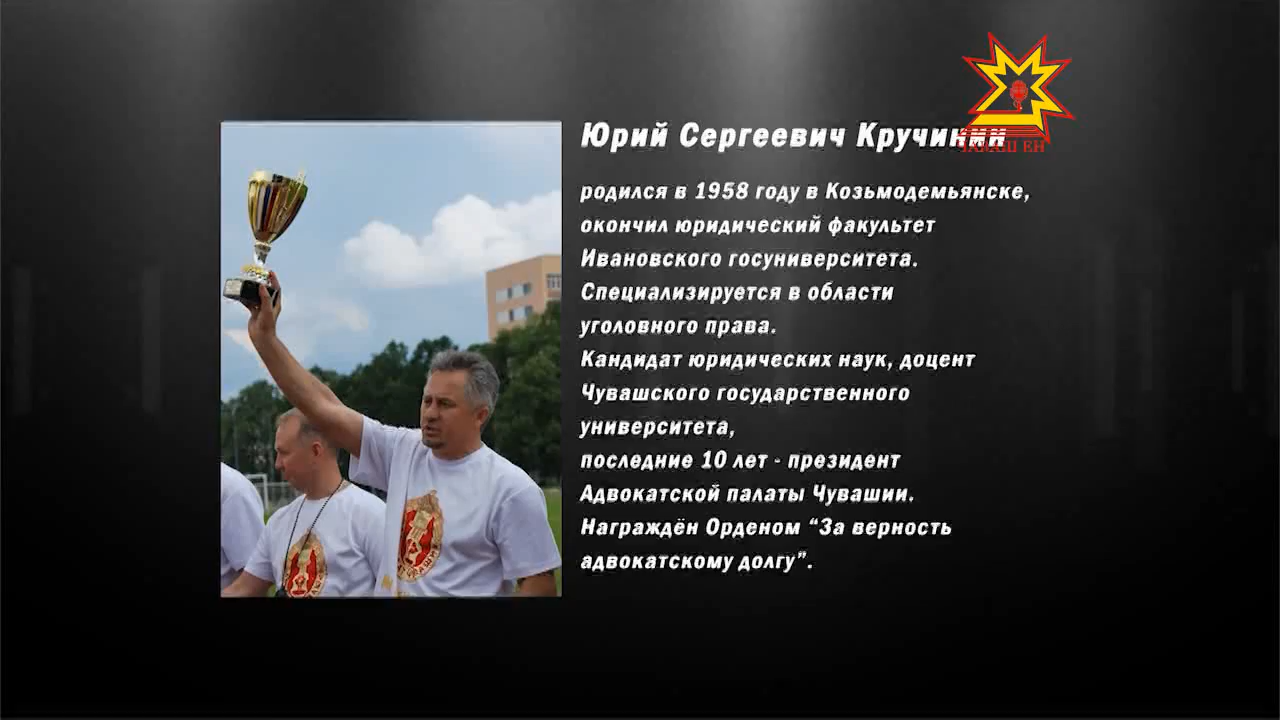 Юрий Сергеевич Кручинин
родился в 1958 году в Козьмодемьянске,
окончил юридический факультет
Ивановского госуниверситета.
Специализируется в области
уголовного права.
Кандидат юридических наук, доцент
Чувашского государственного
университета,
последние 10 лет - президент
Адвокатской палаты Чувашии.
Награждён Орденом “За верность
адвокатскому долгу”.